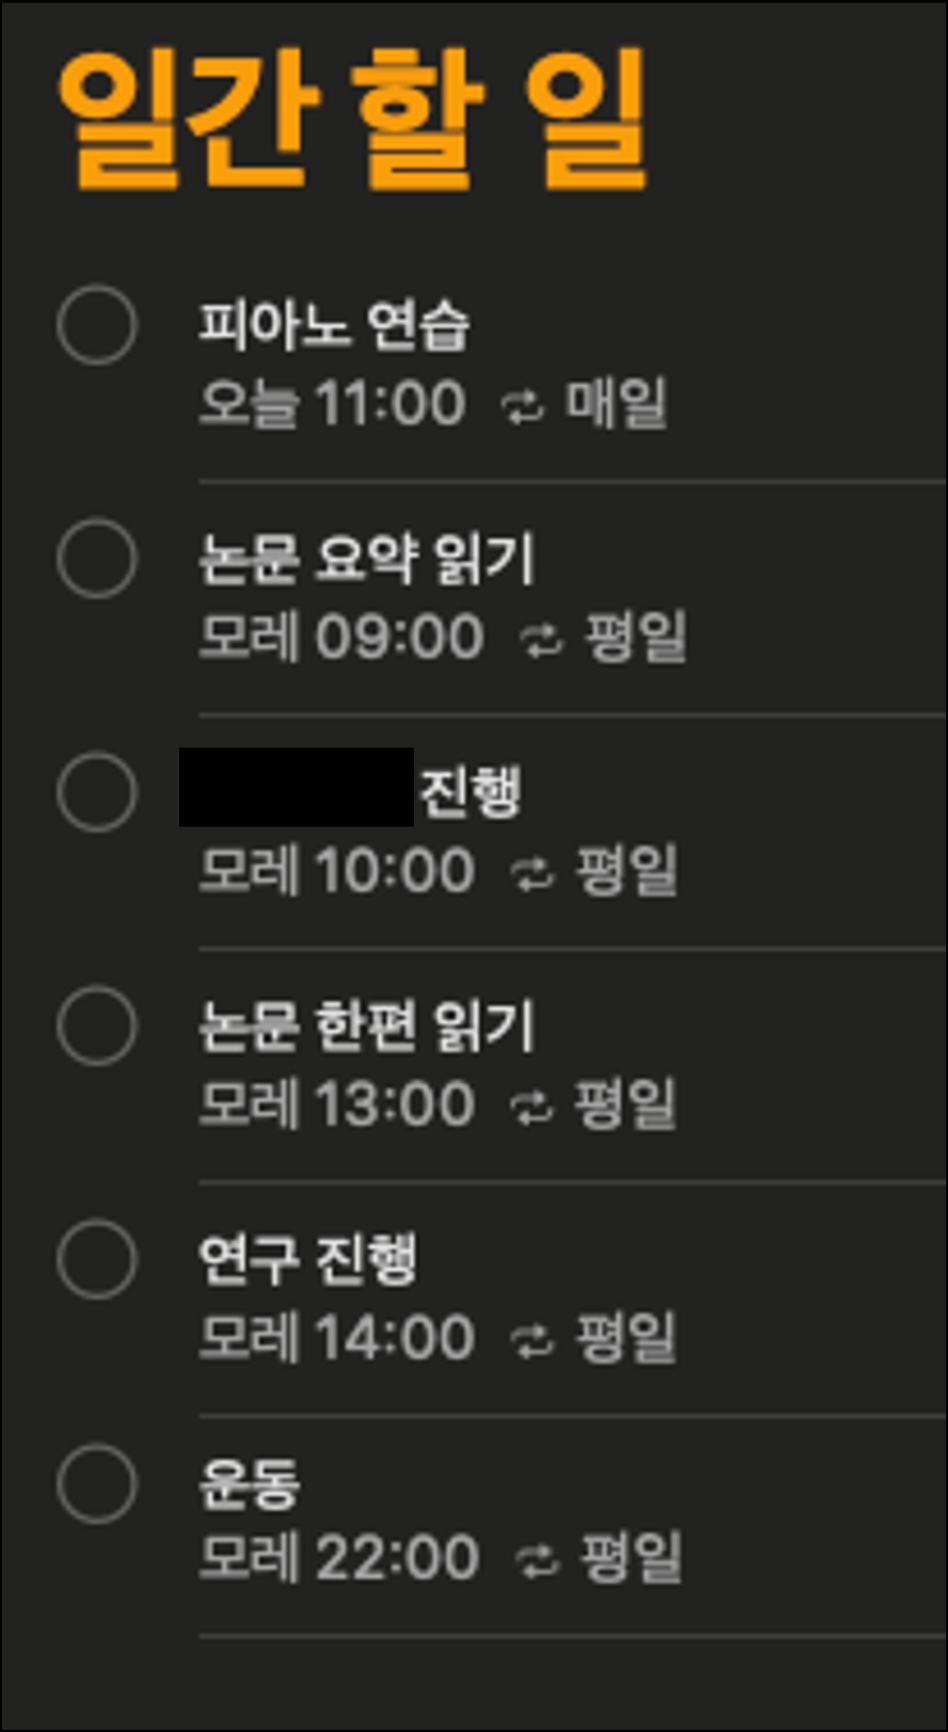 일간 할 일
피아노 연습
오늘 11:00 매일
논문 요약 읽기
모레 09:00 평일
진행
모레 10:00 평일
논문 한편 읽기
모레 13:00 평일
연구 진행
모레 14:00 평일
운동
모레 22:00 평일